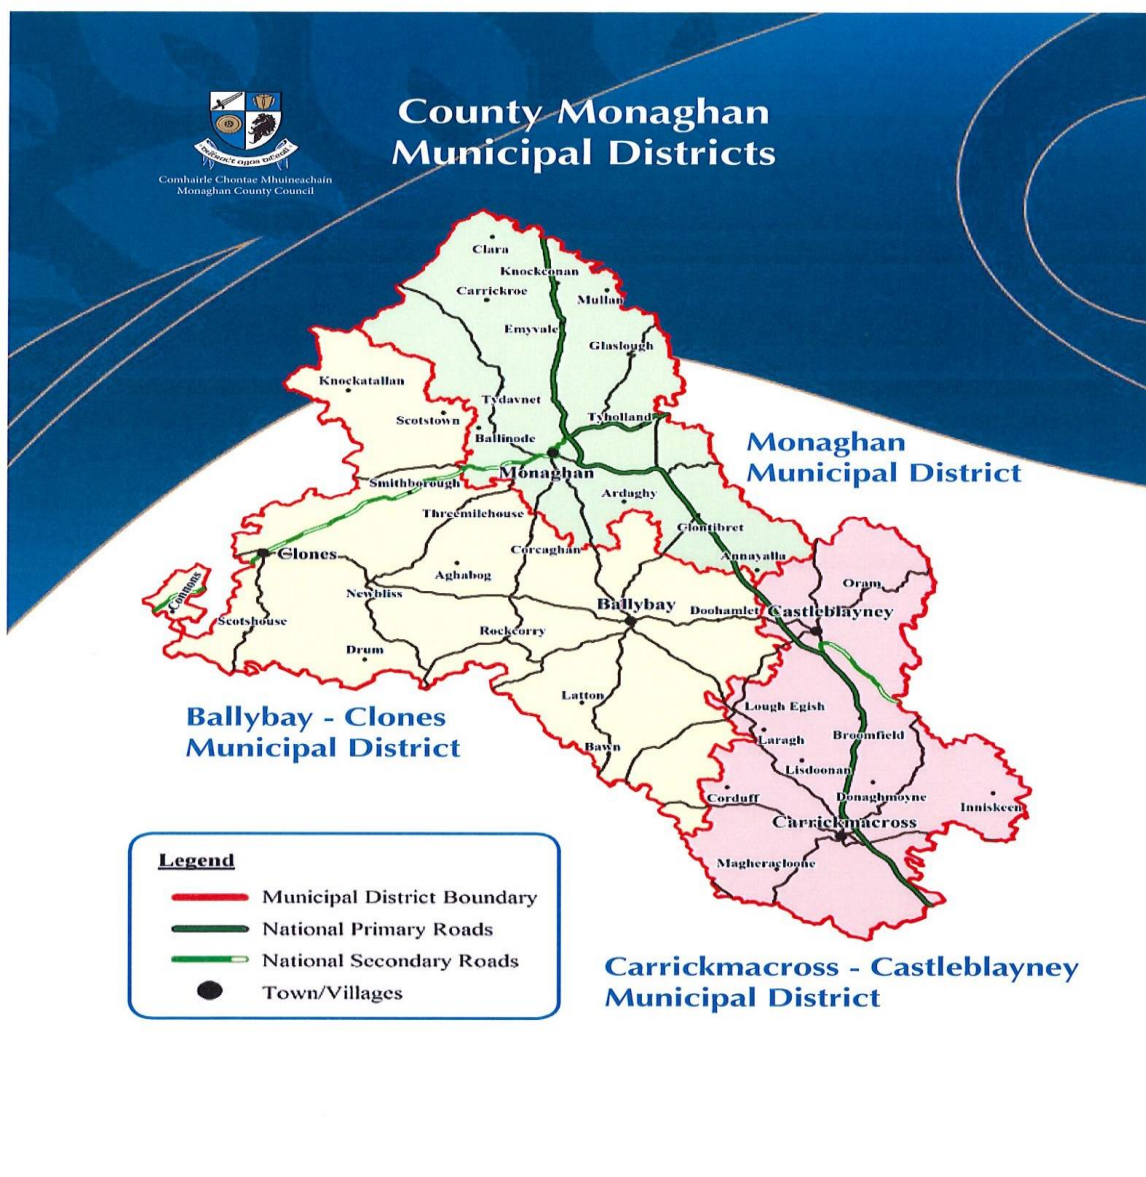 County Monaghan
Municipal Districts
Comhairle Chontae Mhuineacháin
Monaghan County Council
Clara
Knockconan
Carrickroe
Mullan
Emyvale
Glaslough
Knockatallan
Tydavnet
Scotstown
Tyholland
Ballinode
Monaghan
Municipal District
Monaghan
Smithborough
Ardaghy
Threemilehouse
Glontibret
Corcaghan
Clones
Annayalla
Aghabog
Oram
Connons
Newbliss
Ballybay
Doohamlet
Castleblayney
Scotshouse
Rockcorry
Drum
Latton
Lough Egish
Ballybay - Clones
Municipal District
Broomfield
Laragh
Bawn
Lisdoonan
Corduff
Donaghmoyne
Inniskeen
Carrickmacross
Magheracloone
Legend
Municipal District Boundary
National Primary Roads
National Secondary Roads
Town/Villages
Carrickmacross - Castleblayney
Municipal District